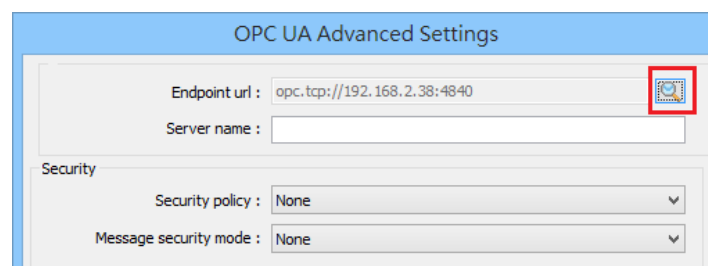 OPC UA Advanced Settings
Endpoint url : opc.tcp://192.168.2.38:4840
Server name :
Security
Security policy : None
Message security mode : None